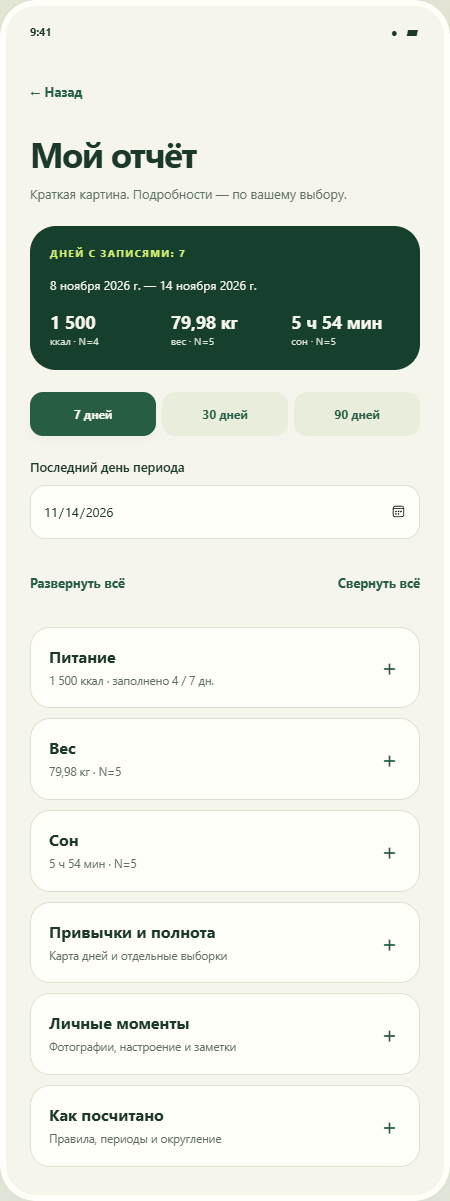 9:41
← Назад
Мой отчёт
Краткая картина. Подробности — по вашему выбору.
ДНЕЙ С ЗАПИСЯМИ: 7
8 ноября 2026 г. — 14 ноября 2026 г.
1 500 79,98 кг 5 ч 54 мин
ккал · N=4 вес · N=5 сон · N=5
7 дней 30 дней 90 дней
Последний день периода
11/14/2026
Развернуть всё Свернуть всё
Питание
1 500 ккал · заполнено 4 / 7 дн.
+
Вес
79,98 кг · N=5
+
Сон
5 ч 54 мин · N=5
+
Привычки и полнота
Карта дней и отдельные выборки
+
Личные моменты
Фотографии, настроение и заметки
+
Как посчитано
Правила, периоды и округление
+